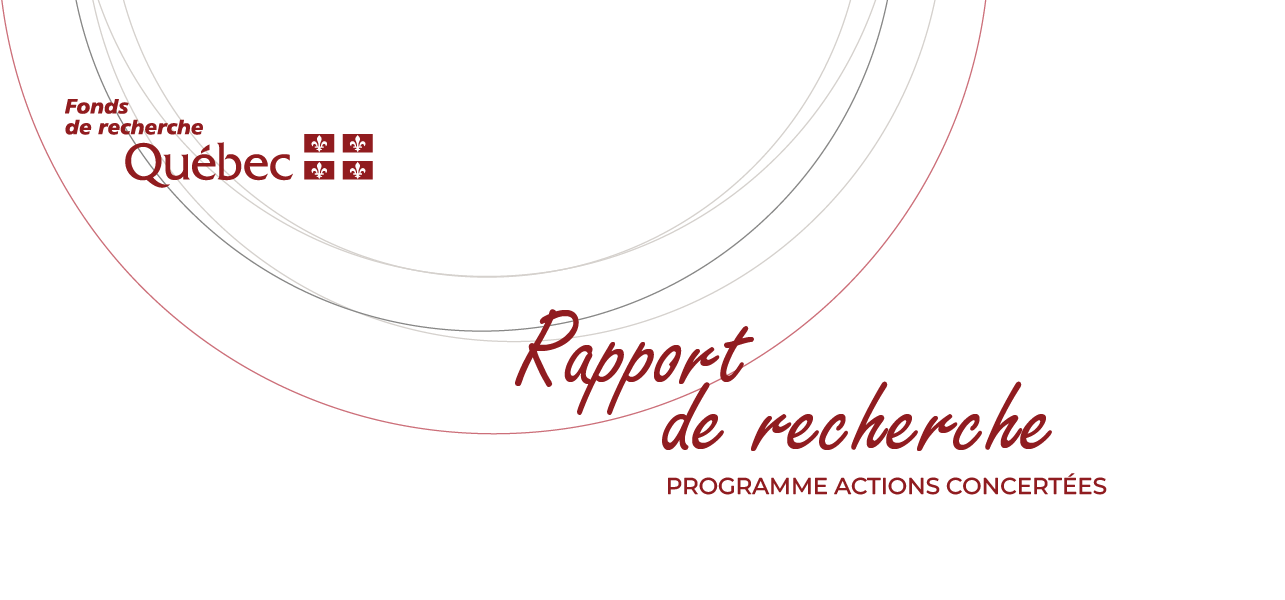 Fonds
de recherche
Québec
Rapport
de recherche
PROGRAMME ACTIONS CONCERTÉES